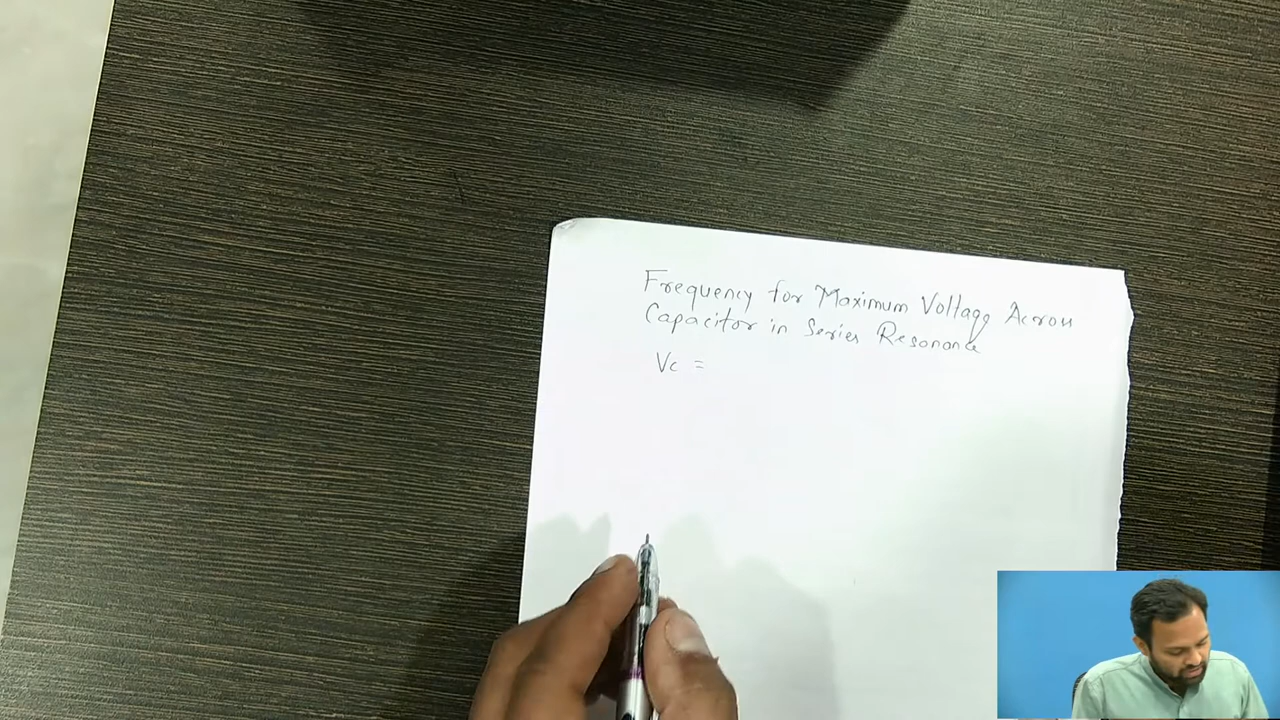 Frequency for Maximum Voltage Across
Capacitor in Series Resonance
Vc =